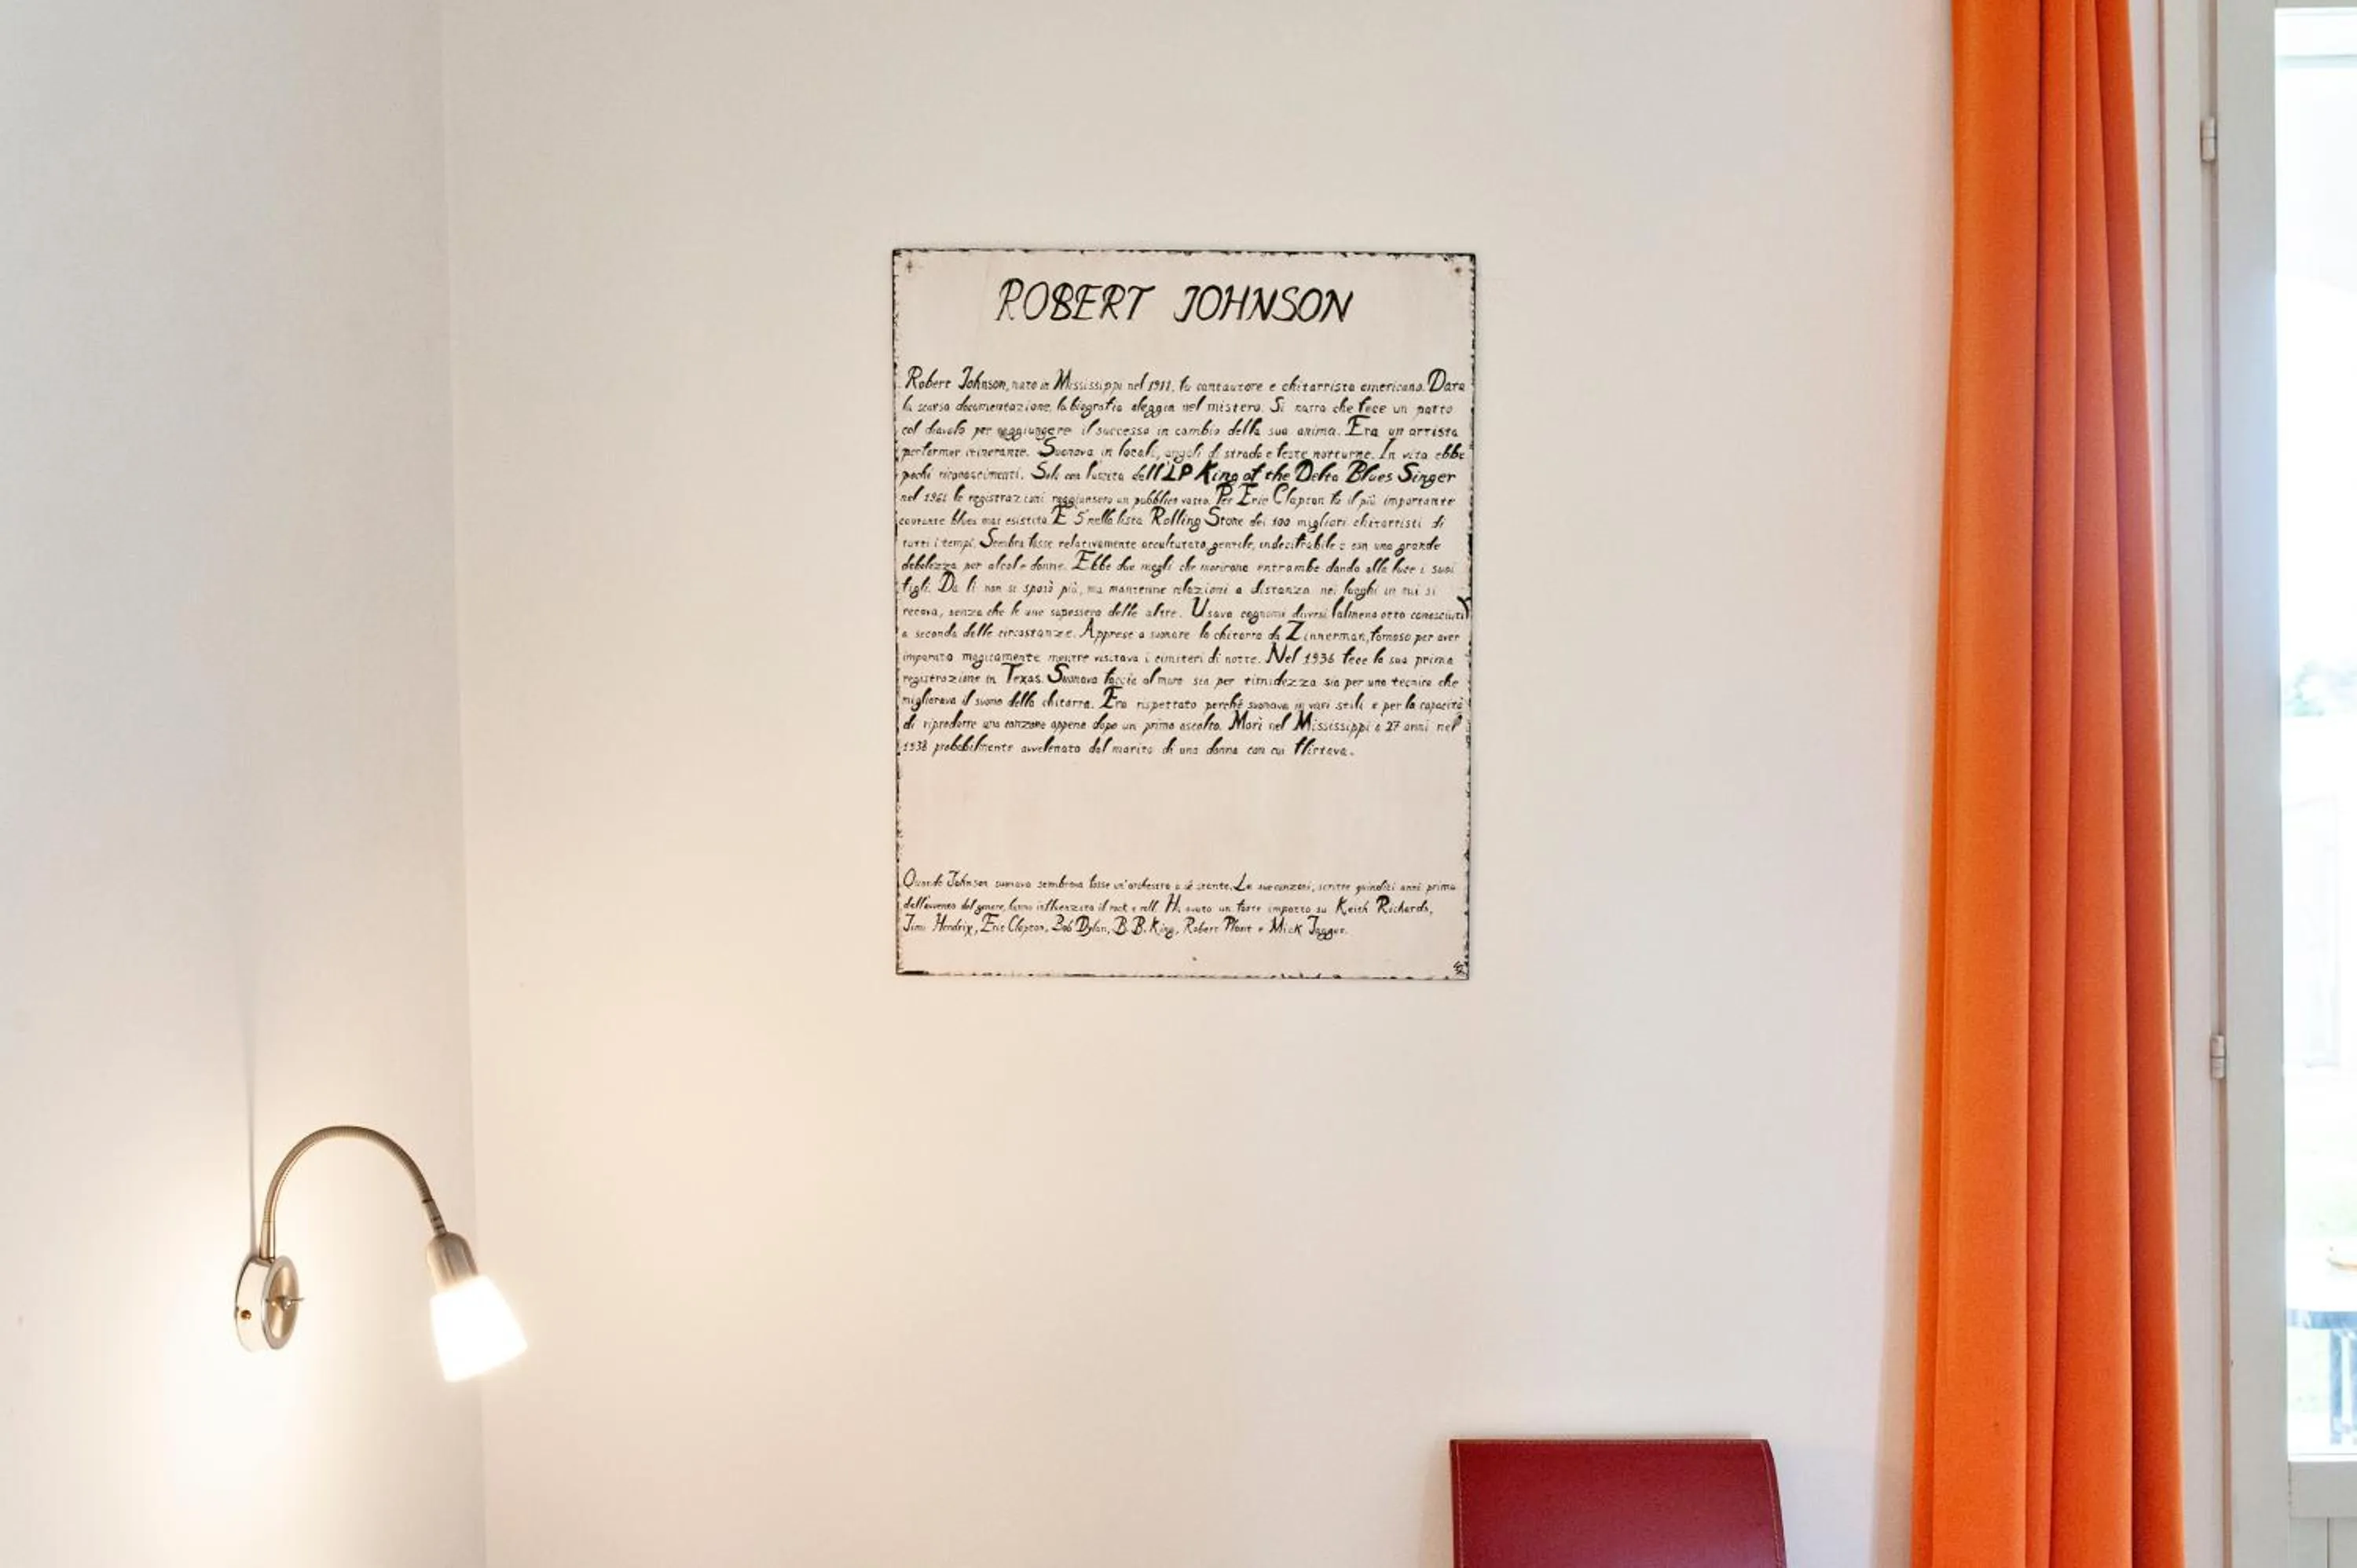 ROBERT JOHNSON
Robert Johnson, nato in Mississippi nel 1911, fu cantautore e chitarrista americano. Data
la scarsa documentazione, la biografia aleggia nel mistero. Si narra che fece un patto
col diavolo per raggiungere il successo in cambio della sua anima. Era un artista
performer itinerante. Suonava in locali, angoli di strada e feste notturne. In vita ebbe
pochi riconoscimenti. Solo con l'uscita dell'LP King of the Delta Blues Singer
nel 1961 le registrazioni raggiunsero un pubblico vasto. Per Eric Clapton fu il più importante
cantante blues mai esistito. È 5° nella lista Rolling Stone dei 100 migliori chitarristi di
tutti i tempi. Sembra fosse relativamente acculturato, gentile, indecifrabile e con una grande
debolezza per alcol e donne. Ebbe due mogli che morirono entrambe dando alla luce i suoi
figli. Da lì non si sposò più, ma mantenne relazioni a distanza nei luoghi in cui si
recava, senza che le une sapessero delle altre. Usava cognomi diversi (almeno otto conosciuti)
a seconda delle circostanze. Apprese a suonare la chitarra da Zinnerman, famoso per aver
imparato magicamente mentre visitava i cimiteri di notte. Nel 1936 fece la sua prima
registrazione in Texas. Suonava faccia al muro sia per timidezza sia per una tecnica che
migliorava il suono della chitarra. Era rispettato perché suonava in vari stili e per la capacità
di riprodurre una canzone appena dopo un primo ascolto. Morì nel Mississippi a 27 anni nel
1938 probabilmente avvelenato dal marito di una donna con cui flirtava.
Quando Johnson suonava sembrava fosse un'orchestra a sé stante. Le sue canzoni, scritte quindici anni prima
dell'avvento del genere, hanno influenzato il rock e roll. Ha avuto un forte impatto su Keith Richards,
Jimi Hendrix, Eric Clapton, Bob Dylan, B.B. King, Robert Plant e Mick Jagger.